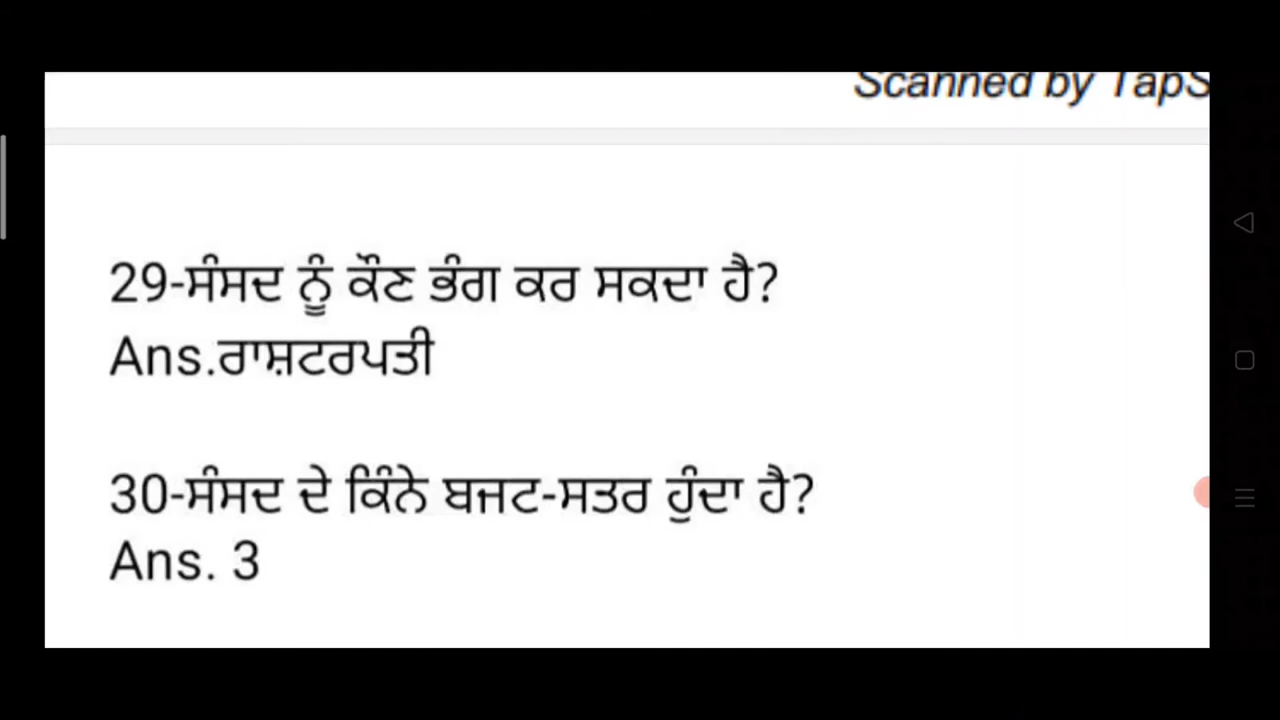 Scanned by TapS
29-ਸੰਸਦ ਨੂੰ ਕੌਣ ਭੰਗ ਕਰ ਸਕਦਾ ਹੈ?
Ans.ਰਾਸ਼ਟਰਪਤੀ
30-ਸੰਸਦ ਦੇ ਕਿੰਨੇ ਬਜਟ-ਸਤਰ ਹੁੰਦਾ ਹੈ?
Ans. 3